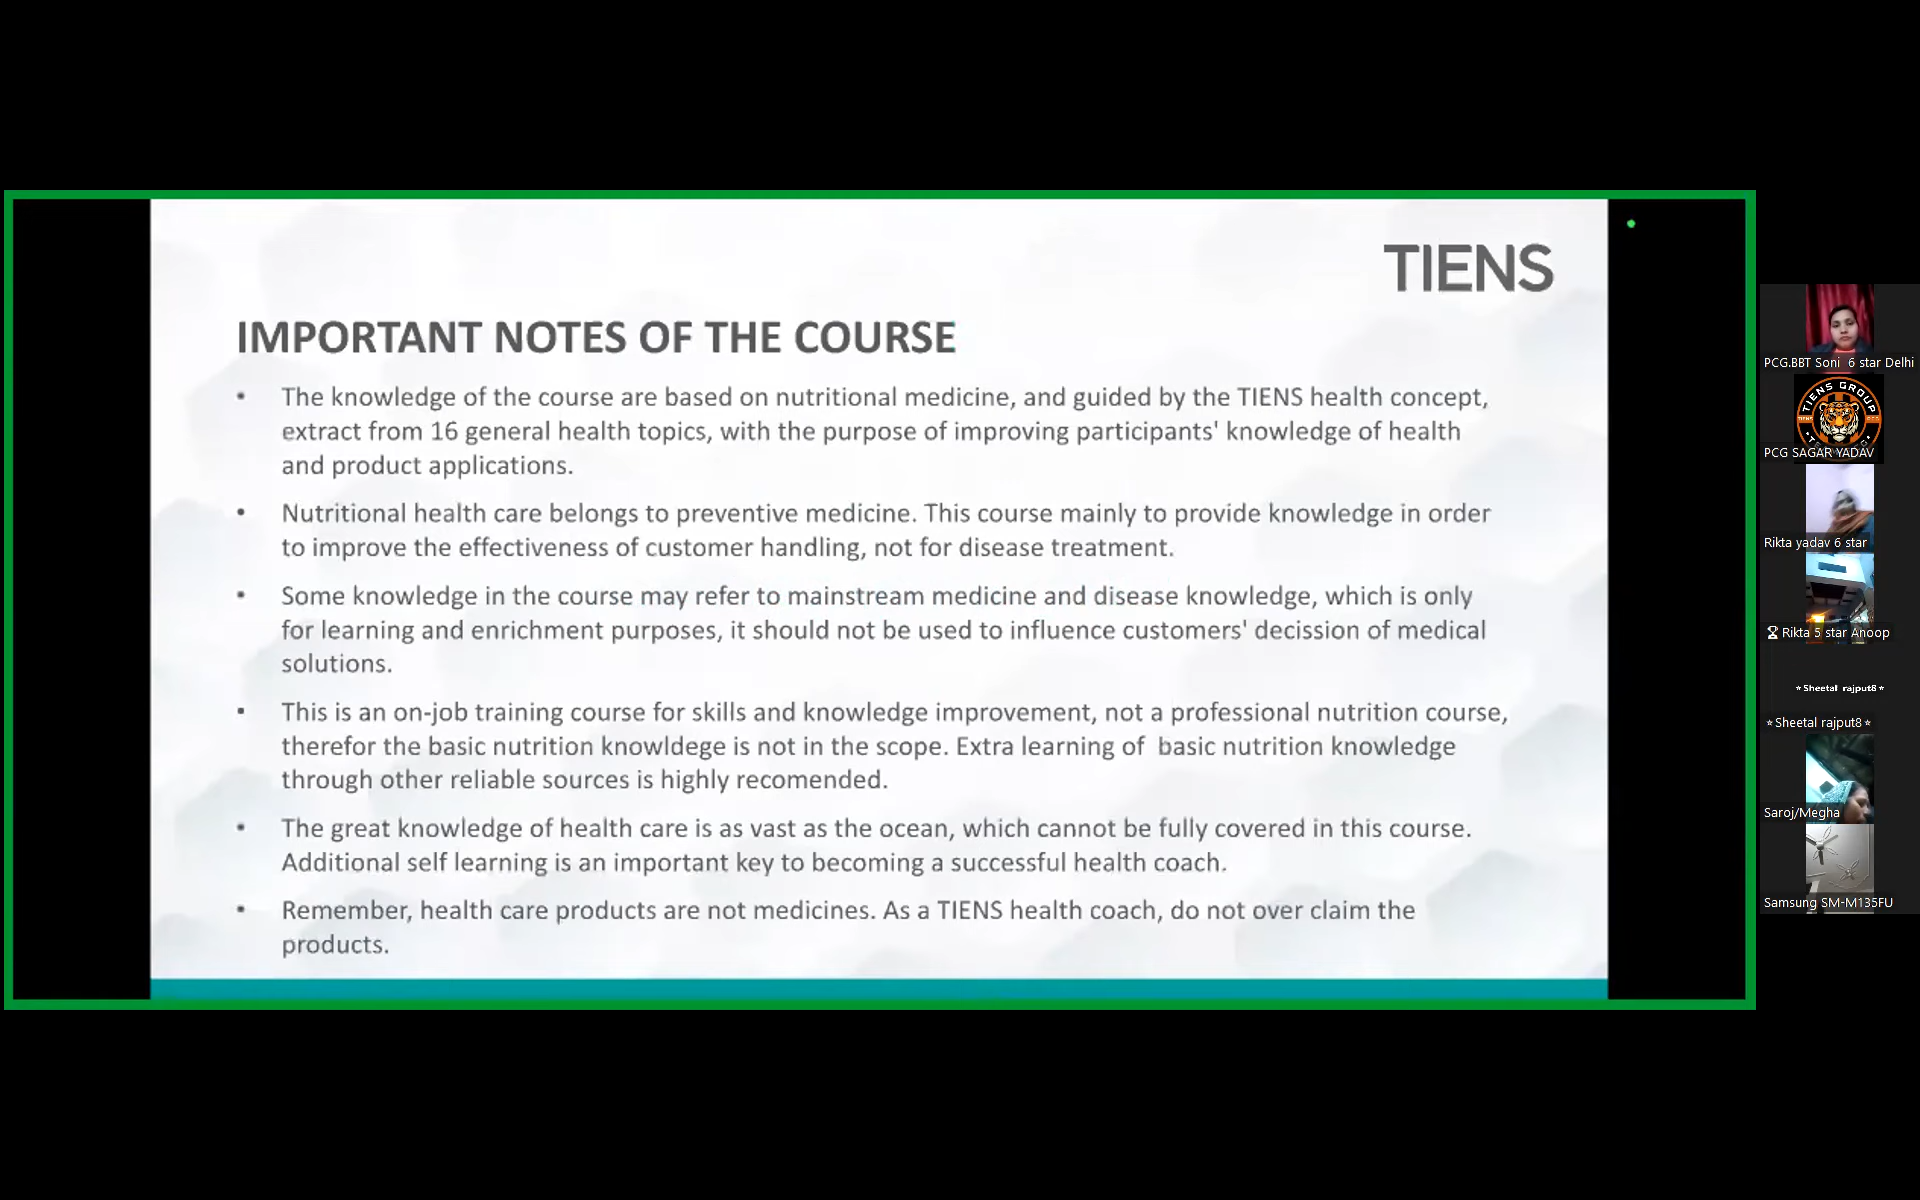 TIENS
IMPORTANT NOTES OF THE COURSE
• The knowledge of the course are based on nutritional medicine, and guided by the TIENS health concept,
extract from 16 general health topics, with the purpose of improving participants' knowledge of health
and product applications.
• Nutritional health care belongs to preventive medicine. This course mainly to provide knowledge in order
to improve the effectiveness of customer handling, not for disease treatment.
• Some knowledge in the course may refer to mainstream medicine and disease knowledge, which is only
for learning and enrichment purposes, it should not be used to influence customers' decission of medical
solutions.
• This is an on-job training course for skills and knowledge improvement, not a professional nutrition course,
therefor the basic nutrition knowldege is not in the scope. Extra learning of basic nutrition knowledge
through other reliable sources is highly recomended.
• The great knowledge of health care is as vast as the ocean, which cannot be fully covered in this course.
Additional self learning is an important key to becoming a successful health coach.
• Remember, health care products are not medicines. As a TIENS health coach, do not over claim the
products.
PCG.BBT Soni 6 star Delhi
TIENS GROUP
PCG SAGAR YADAV
Rikta yadav 6 star
Rikta 5 star Anoop
⋆Sheetal rajput8⋆
⋆Sheetal rajput8⋆
Saroj/Megha
Samsung SM-M135FU